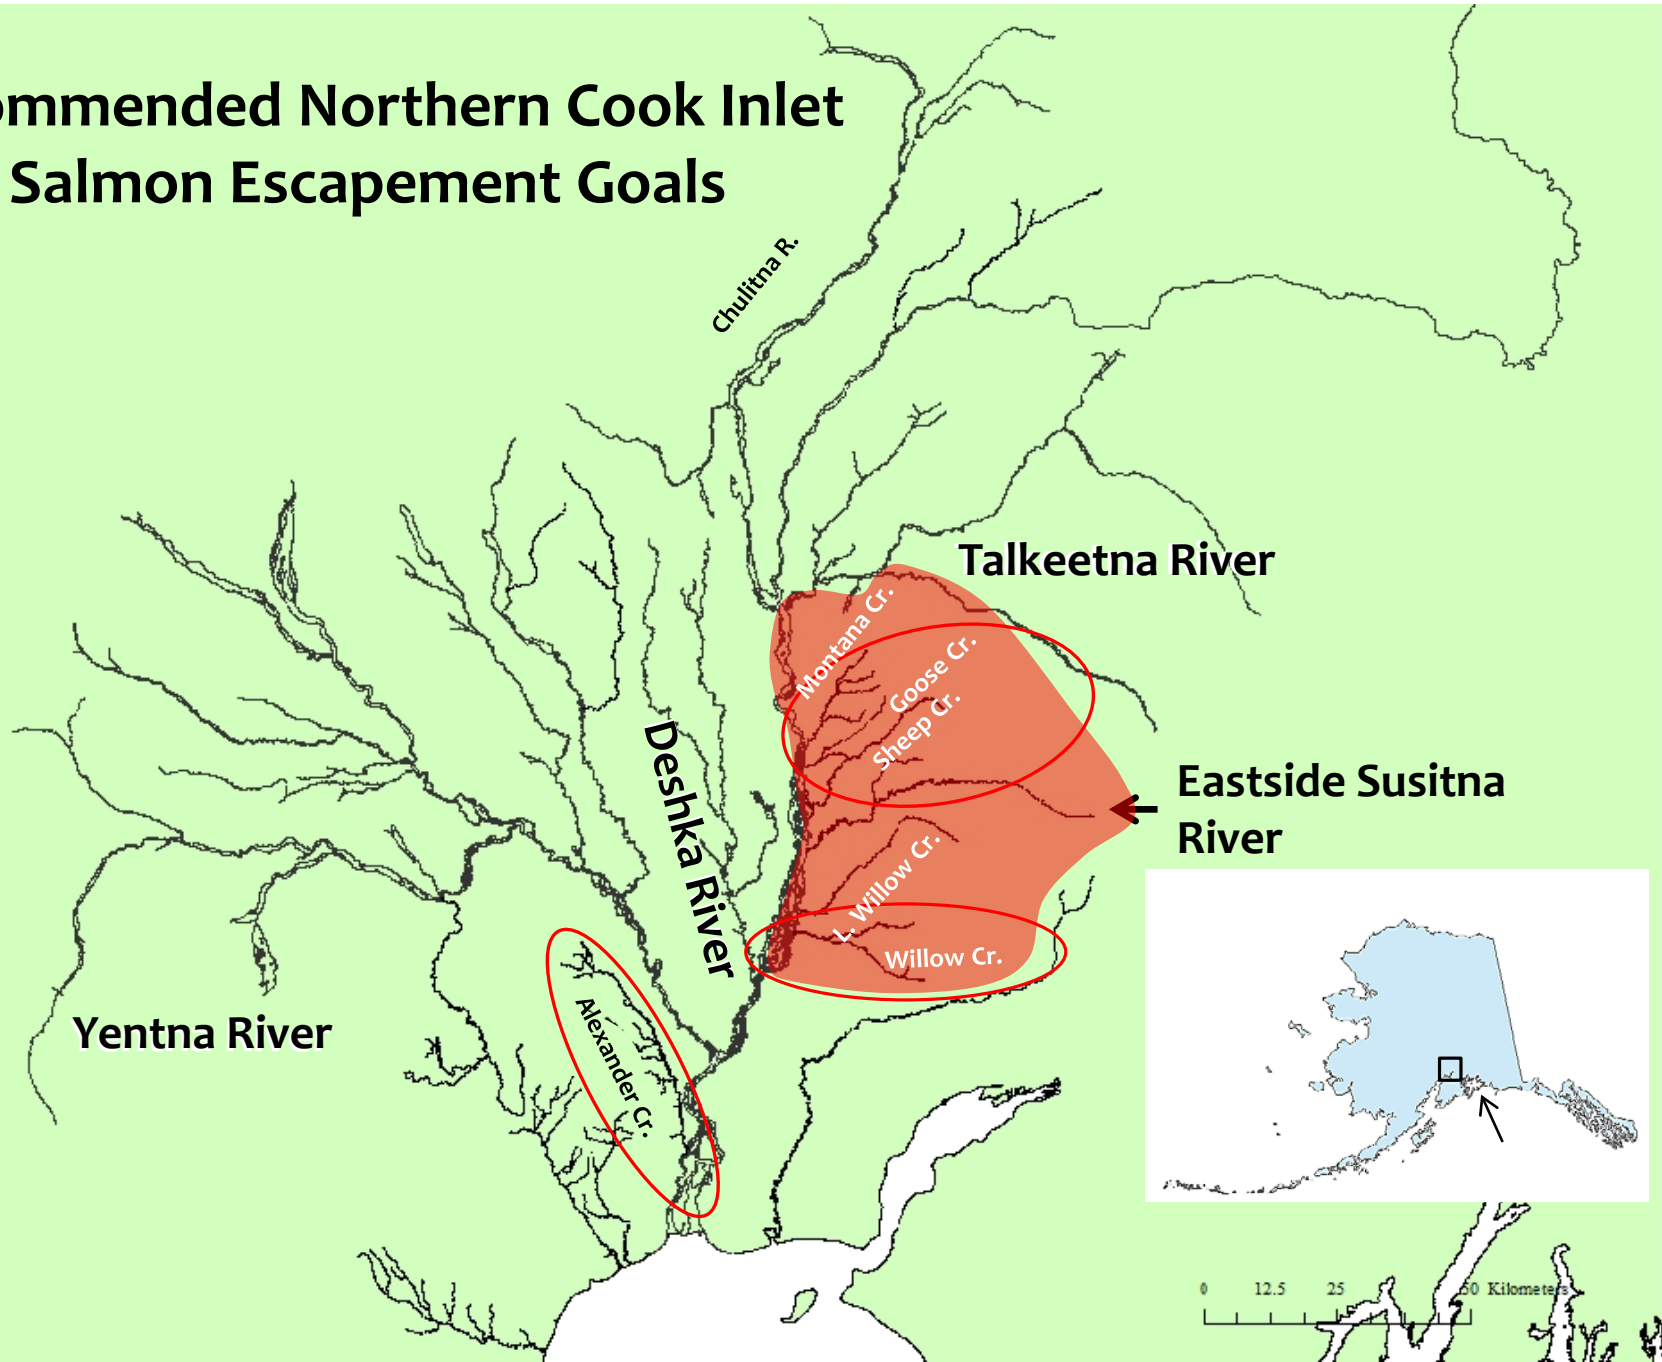 ommended Northern Cook Inlet
Salmon Escapement Goals
Chulitna R.
Talkeetna River
Montana Cr.
Goose Cr.
Sheep Cr.
Deshka River
Eastside Susitna
River
L. Willow Cr.
Willow Cr.
Yentna River
Alexander Cr.
0 12.5 25 50 Kilometers